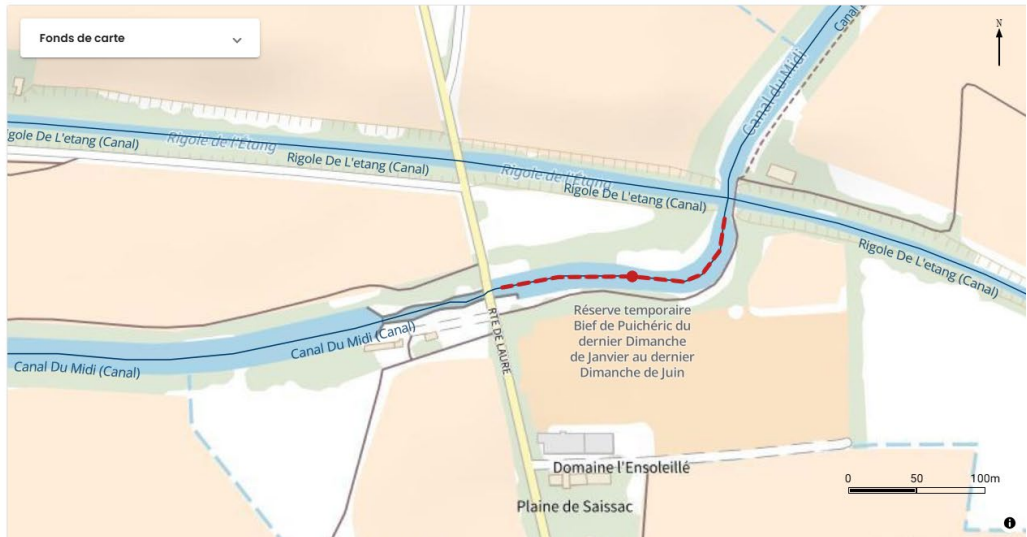 Fonds de carte
N
Canal
Canal du Midi
Rigole De L'etang (Canal)
Rigole de l'Étang
Rigole De L'etang (Canal)
Rigole de l'Étang
Rigole De L'etang (Canal)
Rigole De L'etang (Canal)
Réserve temporaire
Bief de Puichéric du
dernier Dimanche
de Janvier au dernier
Dimanche de Juin
RTE DE LAURE
Canal Du Midi (Canal)
Canal Du Midi (Canal)
Domaine l'Ensoleillé
Plaine de Saissac
0 50 100m